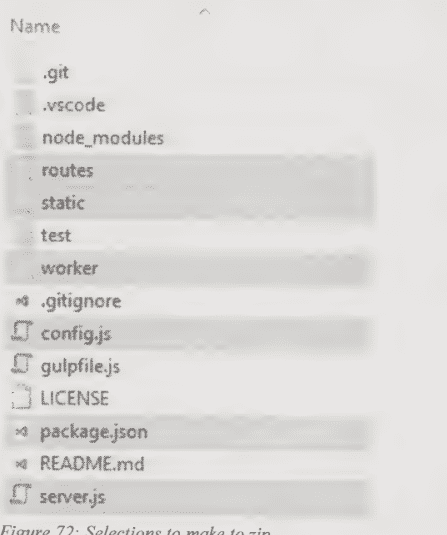 Name
.git
.vscode
node_modules
routes
static
test
worker
.gitignore
config.js
gulpfile.js
LICENSE
package.json
README.md
server.js
Figure 72: Selections to make to zip